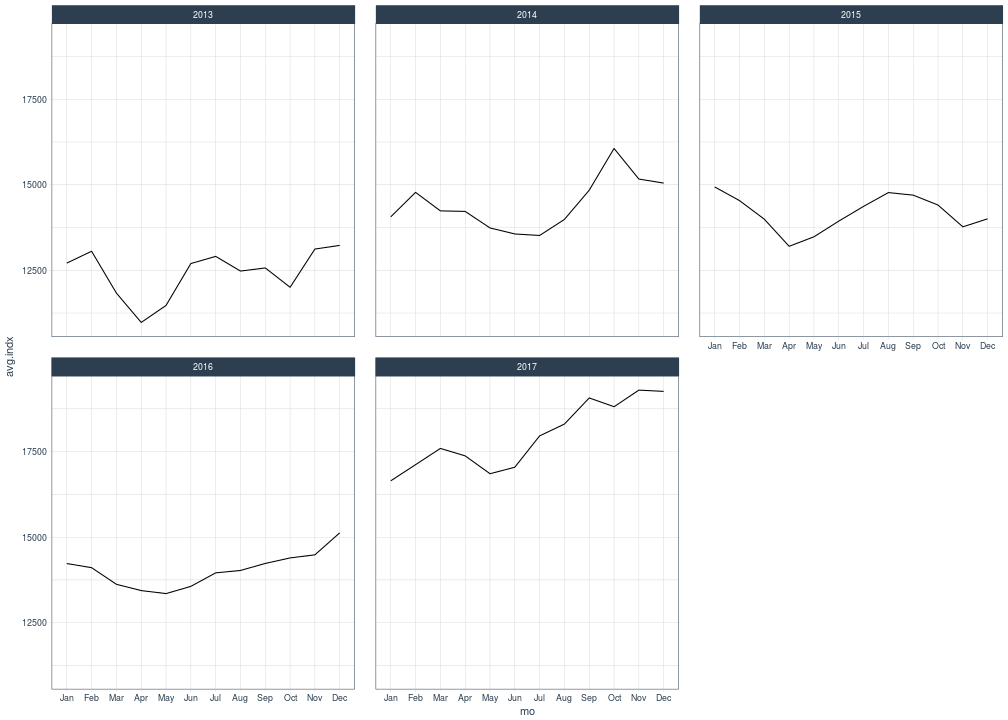 2013
2014
2015
17500
15000
12500
Jan Feb Mar Apr May Jun Jul Aug Sep Oct Nov Dec
avg.indx
2016
2017
17500
15000
12500
Jan Feb Mar Apr May Jun Jul Aug Sep Oct Nov Dec
Jan Feb Mar Apr May Jun Jul Aug Sep Oct Nov Dec
mo